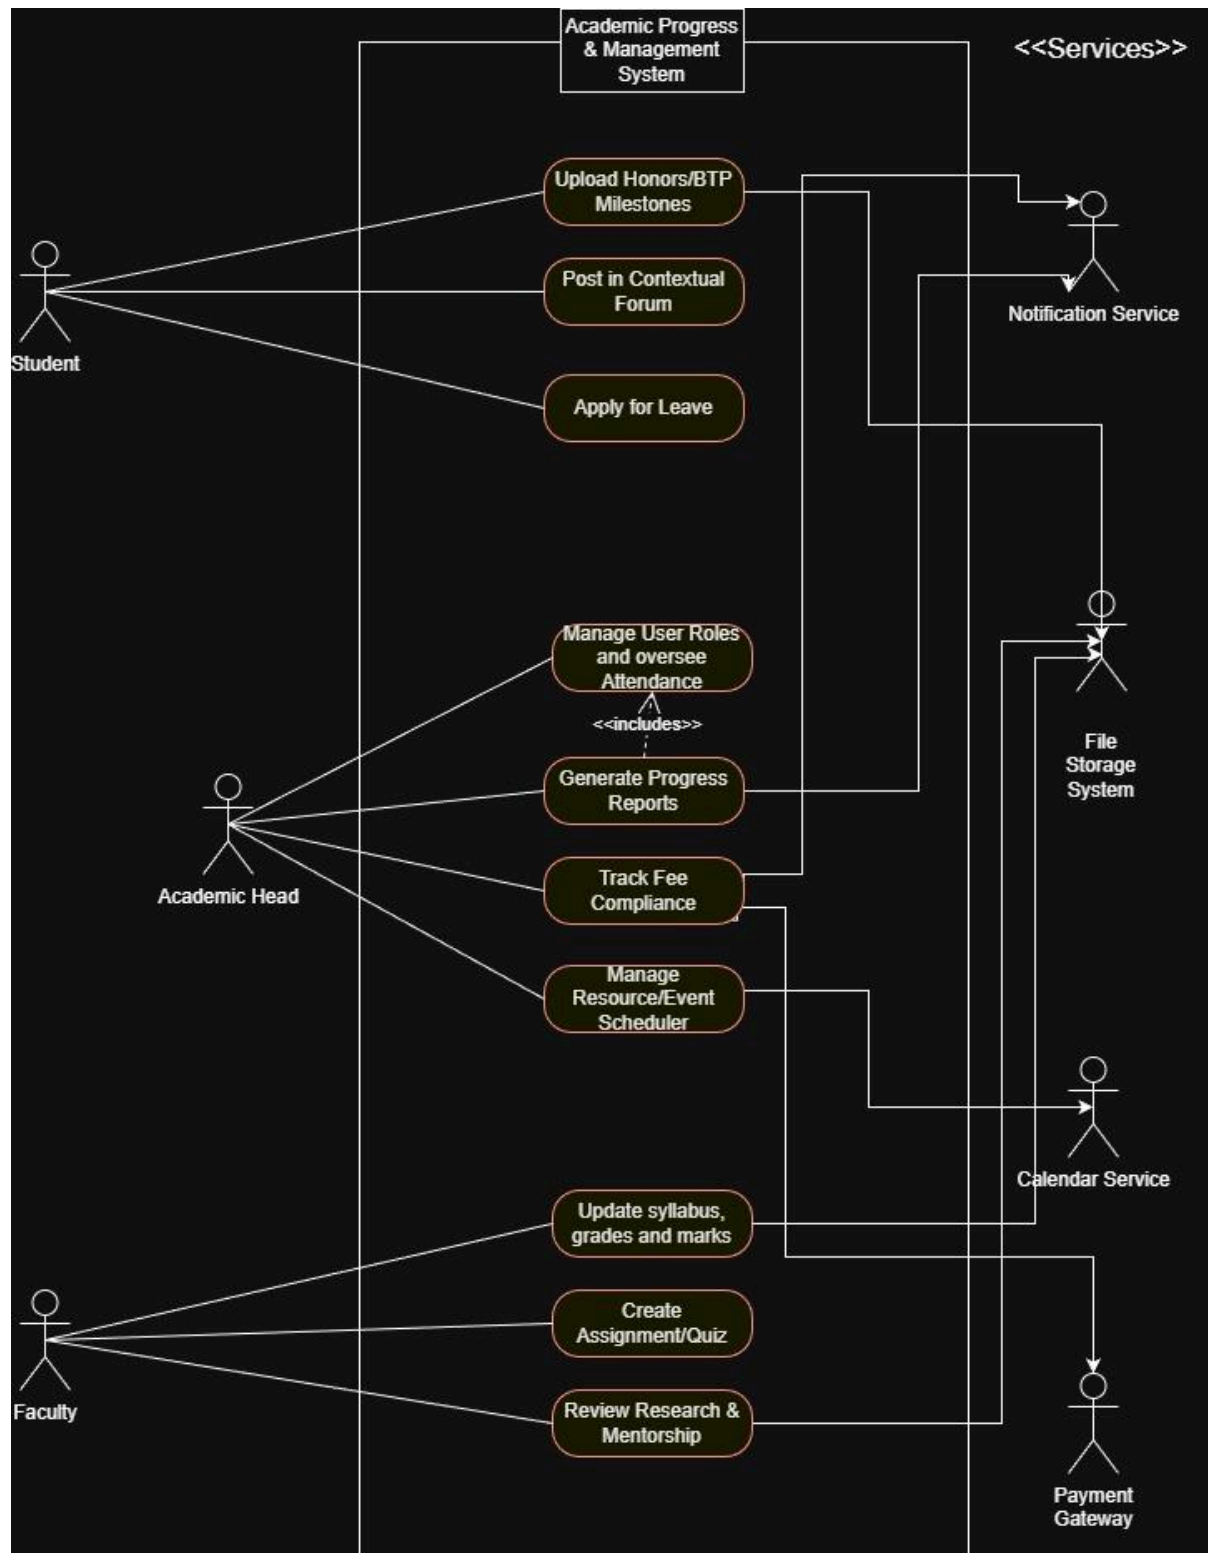 Academic Progress
& Management
System
<<Services>>
Upload Honors/BTP
Milestones
Post in Contextual
Forum
Notification Service
Student
Apply for Leave
Manage User Roles
and oversee
Attendance
<<includes>>
File
Storage
System
Generate Progress
Reports
Academic Head
Track Fee
Compliance
Manage
Resource/Event
Scheduler
Calendar Service
Update syllabus,
grades and marks
Create
Assignment/Quiz
Faculty
Review Research &
Mentorship
Payment
Gateway